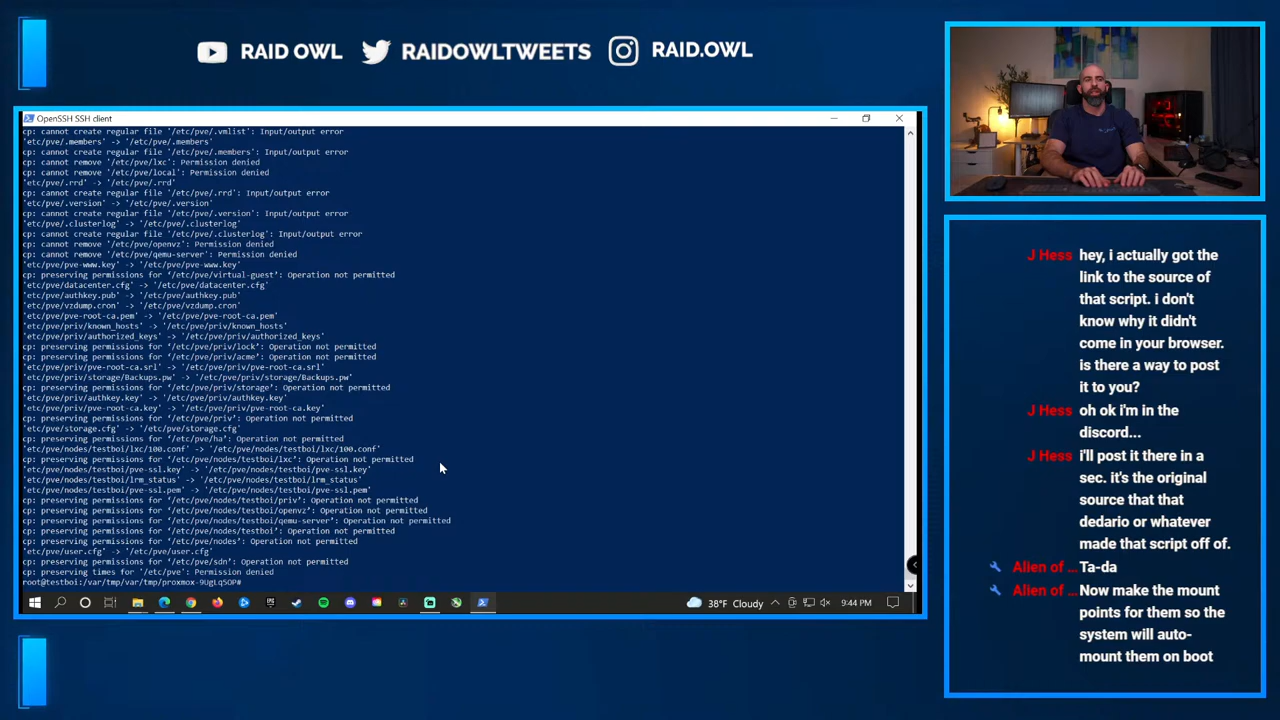 RAID OWL
RAIDOWLTWEETS
RAID.OWL
OpenSSH SSH client
cp: cannot create regular file '/etc/pve/.vmlist': Input/output error
'etc/pve/.members' -> '/etc/pve/.members'
cp: cannot create regular file '/etc/pve/.members': Input/output error
cp: cannot remove '/etc/pve/lxc': Permission denied
cp: cannot remove '/etc/pve/local': Permission denied
'etc/pve/.rrd' -> '/etc/pve/.rrd'
cp: cannot create regular file '/etc/pve/.rrd': Input/output error
'etc/pve/.version' -> '/etc/pve/.version'
cp: cannot create regular file '/etc/pve/.version': Input/output error
'etc/pve/.clusterlog' -> '/etc/pve/.clusterlog'
cp: cannot create regular file '/etc/pve/.clusterlog': Input/output error
cp: cannot remove '/etc/pve/openvz': Permission denied
cp: cannot remove '/etc/pve/qemu-server': Permission denied
'etc/pve/pve-www.key' -> '/etc/pve/pve-www.key'
cp: preserving permissions for ‘/etc/pve/virtual-guest’: Operation not permitted
'etc/pve/datacenter.cfg' -> '/etc/pve/datacenter.cfg'
'etc/pve/authkey.pub' -> '/etc/pve/authkey.pub'
'etc/pve/vzdump.cron' -> '/etc/pve/vzdump.cron'
'etc/pve/pve-root-ca.pem' -> '/etc/pve/pve-root-ca.pem'
'etc/pve/priv/known_hosts' -> '/etc/pve/priv/known_hosts'
'etc/pve/priv/authorized_keys' -> '/etc/pve/priv/authorized_keys'
cp: preserving permissions for ‘/etc/pve/priv/lock’: Operation not permitted
cp: preserving permissions for ‘/etc/pve/priv/acme’: Operation not permitted
'etc/pve/priv/pve-root-ca.srl' -> '/etc/pve/priv/pve-root-ca.srl'
'etc/pve/priv/storage/Backups.pw' -> '/etc/pve/priv/storage/Backups.pw'
cp: preserving permissions for ‘/etc/pve/priv/storage’: Operation not permitted
'etc/pve/priv/authkey.key' -> '/etc/pve/priv/authkey.key'
'etc/pve/priv/pve-root-ca.key' -> '/etc/pve/priv/pve-root-ca.key'
cp: preserving permissions for ‘/etc/pve/priv’: Operation not permitted
'etc/pve/storage.cfg' -> '/etc/pve/storage.cfg'
cp: preserving permissions for ‘/etc/pve/ha’: Operation not permitted
'etc/pve/nodes/testboi/lxc/100.conf' -> '/etc/pve/nodes/testboi/lxc/100.conf'
cp: preserving permissions for ‘/etc/pve/nodes/testboi/lxc’: Operation not permitted
'etc/pve/nodes/testboi/pve-ssl.key' -> '/etc/pve/nodes/testboi/pve-ssl.key'
'etc/pve/nodes/testboi/lrm_status' -> '/etc/pve/nodes/testboi/lrm_status'
'etc/pve/nodes/testboi/pve-ssl.pem' -> '/etc/pve/nodes/testboi/pve-ssl.pem'
cp: preserving permissions for ‘/etc/pve/nodes/testboi/priv’: Operation not permitted
cp: preserving permissions for ‘/etc/pve/nodes/testboi/openvz’: Operation not permitted
cp: preserving permissions for ‘/etc/pve/nodes/testboi/qemu-server’: Operation not permitted
cp: preserving permissions for ‘/etc/pve/nodes/testboi’: Operation not permitted
cp: preserving permissions for ‘/etc/pve/nodes’: Operation not permitted
'etc/pve/user.cfg' -> '/etc/pve/user.cfg'
cp: preserving permissions for ‘/etc/pve/sdn’: Operation not permitted
cp: preserving times for '/etc/pve': Permission denied
root@testboi:/var/tmp/var/tmp/proxmox-9UgLq5OP#
38°F Cloudy
9:44 PM
J Hess hey, i actually got the
link to the source of
that script. i don't
know why it didn't
come in your browser.
is there a way to post
it to you?
J Hess oh ok i'm in the
discord...
J Hess i'll post it there in a
sec. it's the original
source that that
dedario or whatever
made that script off of.
Alien of ... Ta-da
Alien of ... Now make the mount
points for them so the
system will auto-
mount them on boot